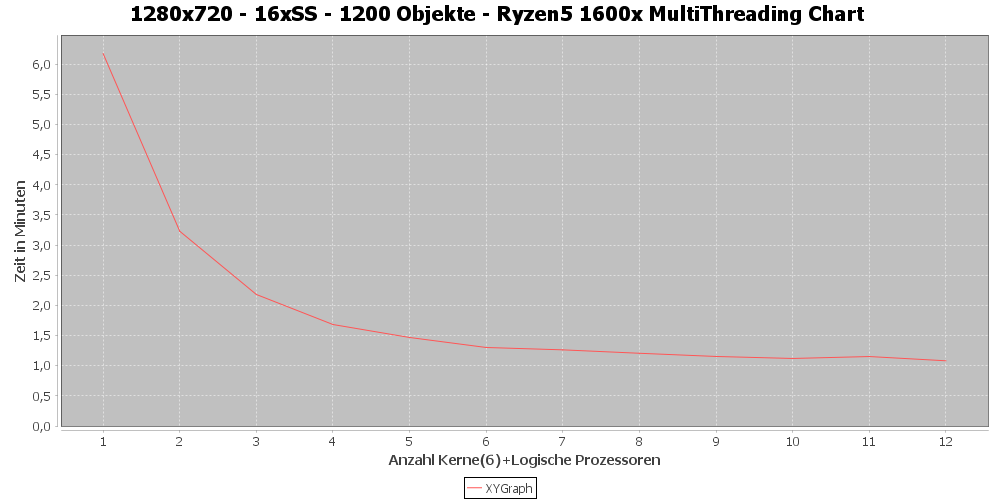 1280x720 - 16xSS - 1200 Objekte - Ryzen5 1600x MultiThreading Chart
Zeit in Minuten
6,0
5,5
5,0
4,5
4,0
3,5
3,0
2,5
2,0
1,5
1,0
0,5
0,0
1 2 3 4 5 6 7 8 9 10 11 12
Anzahl Kerne(6)+Logische Prozessoren
XYGraph